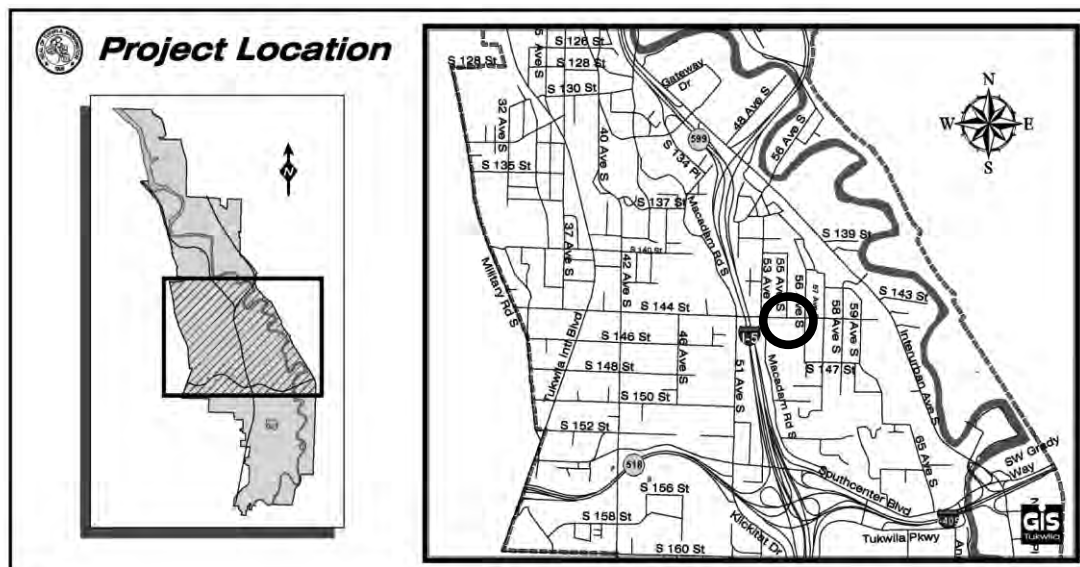 Project Location
N
S 126 St
S 128 St
S 128 St
S 130 St
Gateway
Dr
32 Ave S
40 Ave S
48 Ave S
56 Ave S
599
S 134 Pl
S 135 St
S 137 St
Macadam Rd S
37 Ave S
42 Ave S
S 140 St
S 139 St
Military Rd S
53 Ave S
55 Ave S
56 Ave S
58 Ave S
59 Ave S
S 143 St
S 144 St
I-5
S 146 St
46 Ave S
Tukwila Intl Blvd
S 148 St
S 147 St
51 Ave S
Macadam Rd S
Interurban Ave S
S 150 St
S 152 St
65 Ave S
SW Grady
Way
518
Southcenter Blvd
S 156 St
S 158 St
Klickitat Dr
Tukwila Pkwy
S 160 St
N
W
E
S
GIS
Tukwila